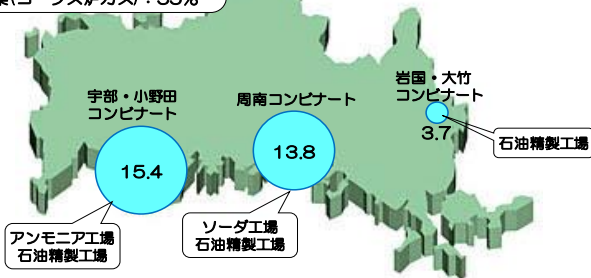 ガス）：35%
宇部・小野田
コンビナート
15.4
アンモニア工場
石油精製工場
周南コンビナート
13.8
ソーダ工場
石油精製工場
岩国・大竹
コンビナート
3.7
石油精製工場